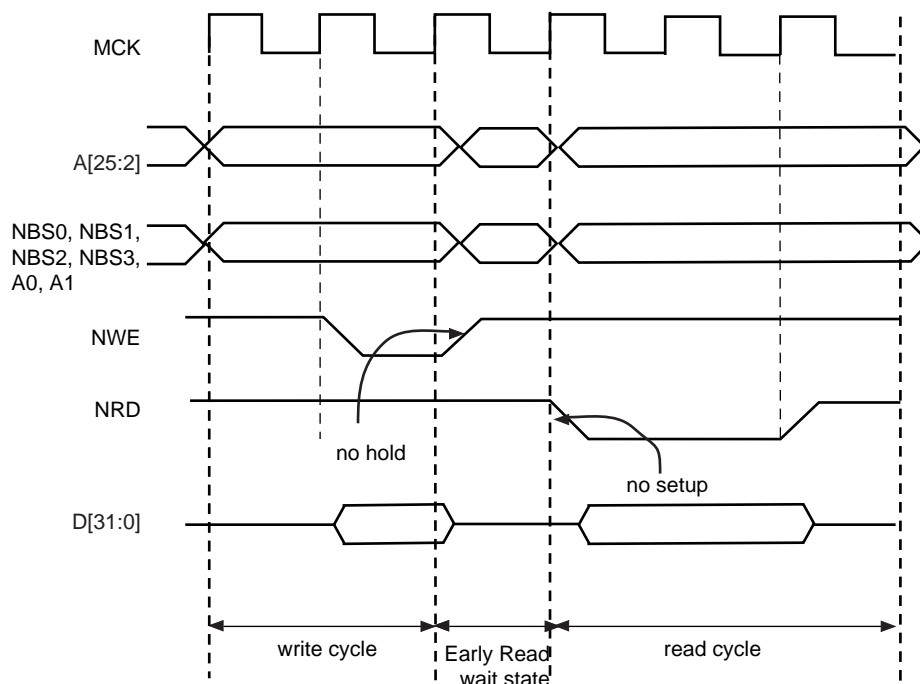 MCK
A[25:2]
NBS0, NBS1,
NBS2, NBS3,
A0, A1
NWE
NRD
no hold
no setup
D[31:0]
write cycle
Early Read
wait state
read cycle